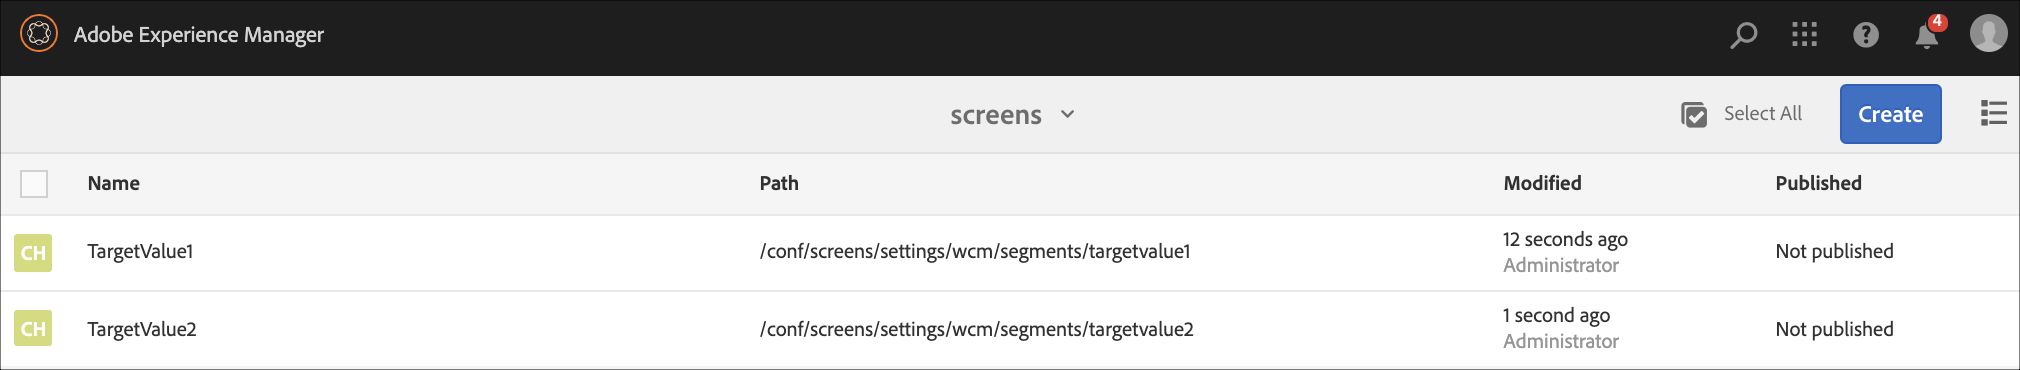 Adobe Experience Manager
4
screens
Select All
Create
Name Path Modified Published
CH TargetValue1 /conf/screens/settings/wcm/segments/targetvalue1 12 seconds ago Not published
Administrator
CH TargetValue2 /conf/screens/settings/wcm/segments/targetvalue2 1 second ago Not published
Administrator